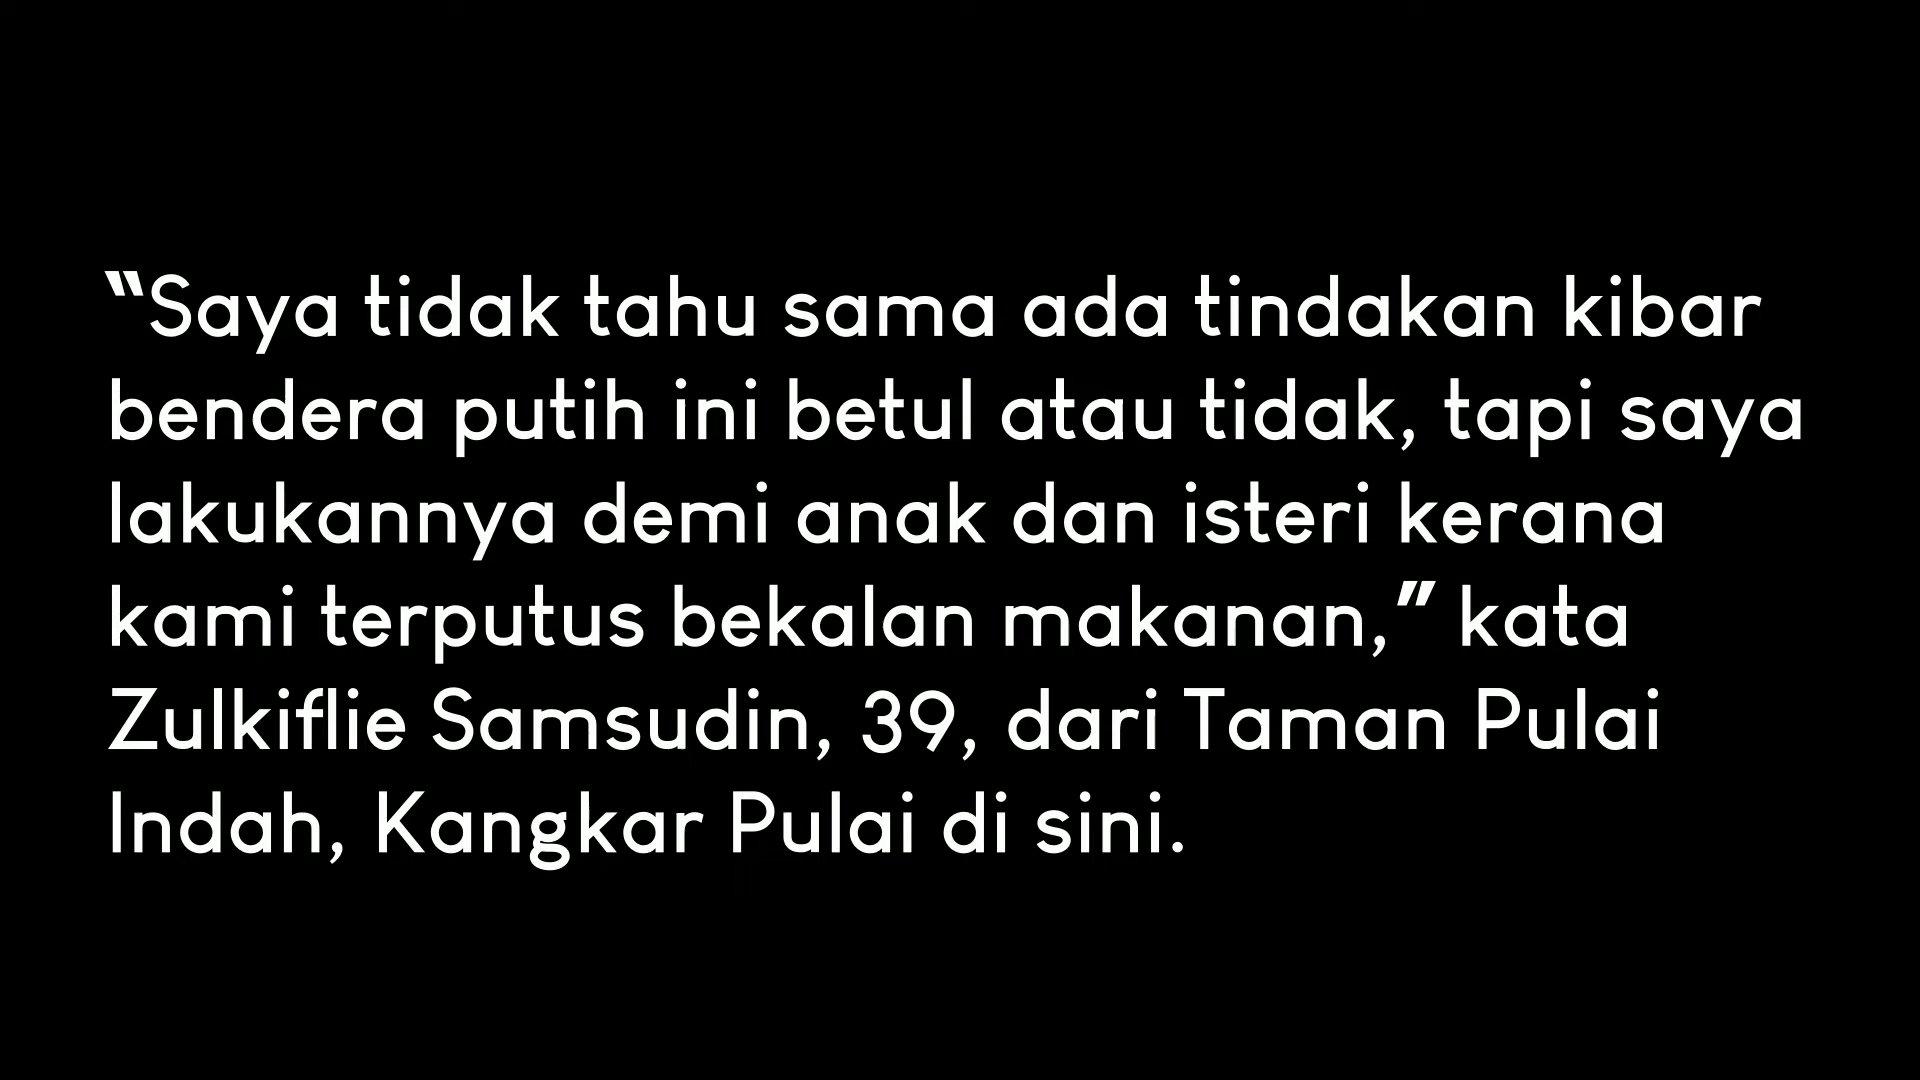 “Saya tidak tahu sama ada tindakan kibar
bendera putih ini betul atau tidak, tapi saya
lakukannya demi anak dan isteri kerana
kami terputus bekalan makanan,” kata
Zulkiflie Samsudin, 39, dari Taman Pulai
Indah, Kangkar Pulai di sini.